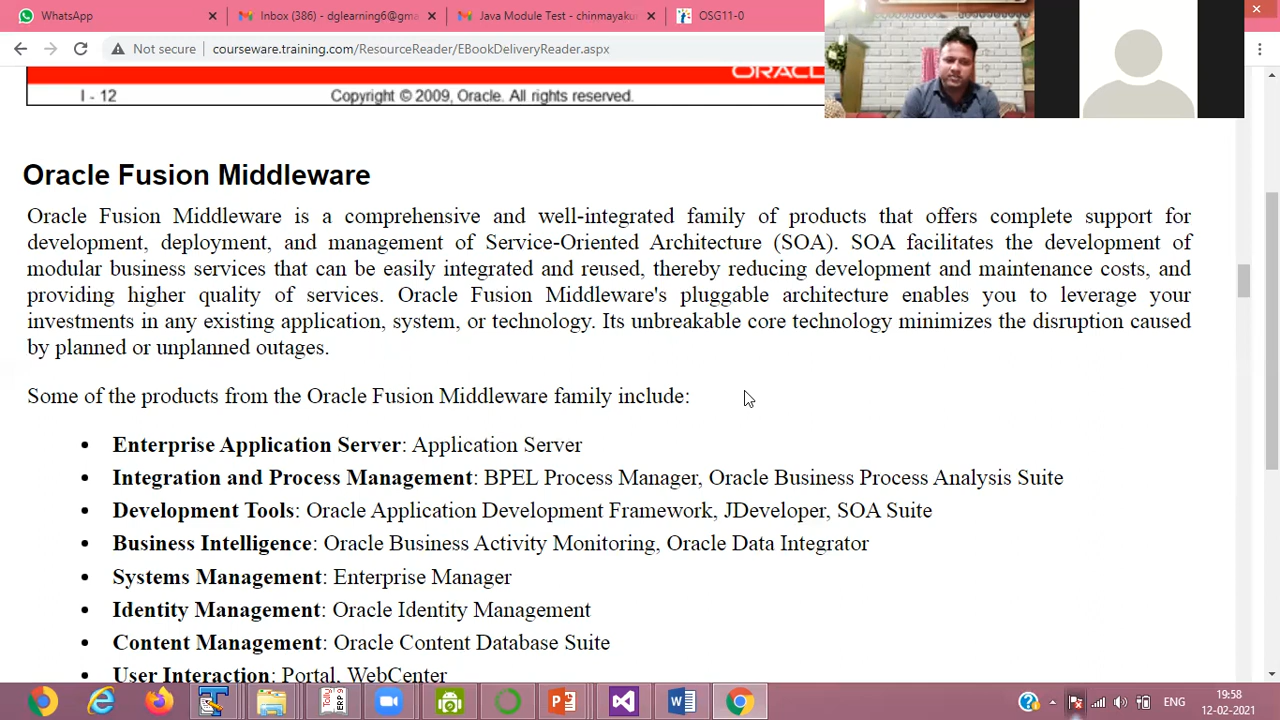 WhatsApp
Inbox (386) - dglearning6@gma
Java Module Test - chinmayaku
OSG11-0
Not secure
courseware.training.com/ResourceReader/EBookDeliveryReader.aspx
ORACL
I - 12
Copyright © 2009, Oracle. All rights reserved.
Oracle Fusion Middleware
Oracle Fusion Middleware is a comprehensive and well-integrated family of products that offers complete support for
development, deployment, and management of Service-Oriented Architecture (SOA). SOA facilitates the development of
modular business services that can be easily integrated and reused, thereby reducing development and maintenance costs, and
providing higher quality of services. Oracle Fusion Middleware's pluggable architecture enables you to leverage your
investments in any existing application, system, or technology. Its unbreakable core technology minimizes the disruption caused
by planned or unplanned outages.
Some of the products from the Oracle Fusion Middleware family include:
• Enterprise Application Server: Application Server
• Integration and Process Management: BPEL Process Manager, Oracle Business Process Analysis Suite
• Development Tools: Oracle Application Development Framework, JDeveloper, SOA Suite
• Business Intelligence: Oracle Business Activity Monitoring, Oracle Data Integrator
• Systems Management: Enterprise Manager
• Identity Management: Oracle Identity Management
• Content Management: Oracle Content Database Suite
• User Interaction: Portal, WebCenter
ENG
19:58
12-02-2021